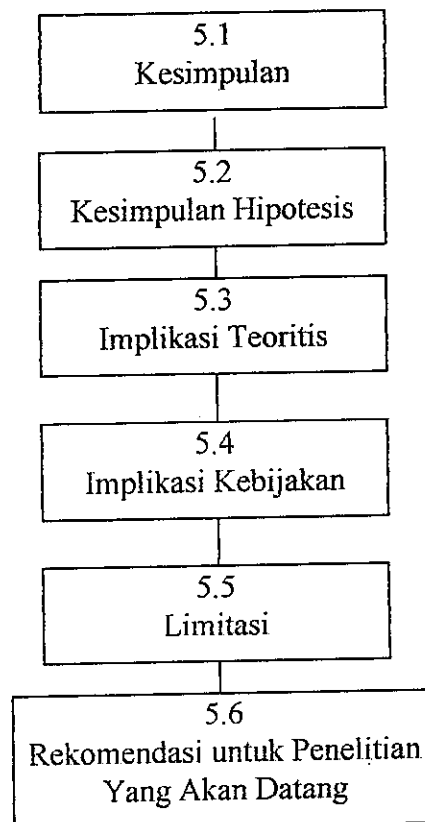 5.1
Kesimpulan
5.2
Kesimpulan Hipotesis
5.3
Implikasi Teoritis
5.4
Implikasi Kebijakan
5.5
Limitasi
5.6
Rekomendasi untuk Penelitian
Yang Akan Datang